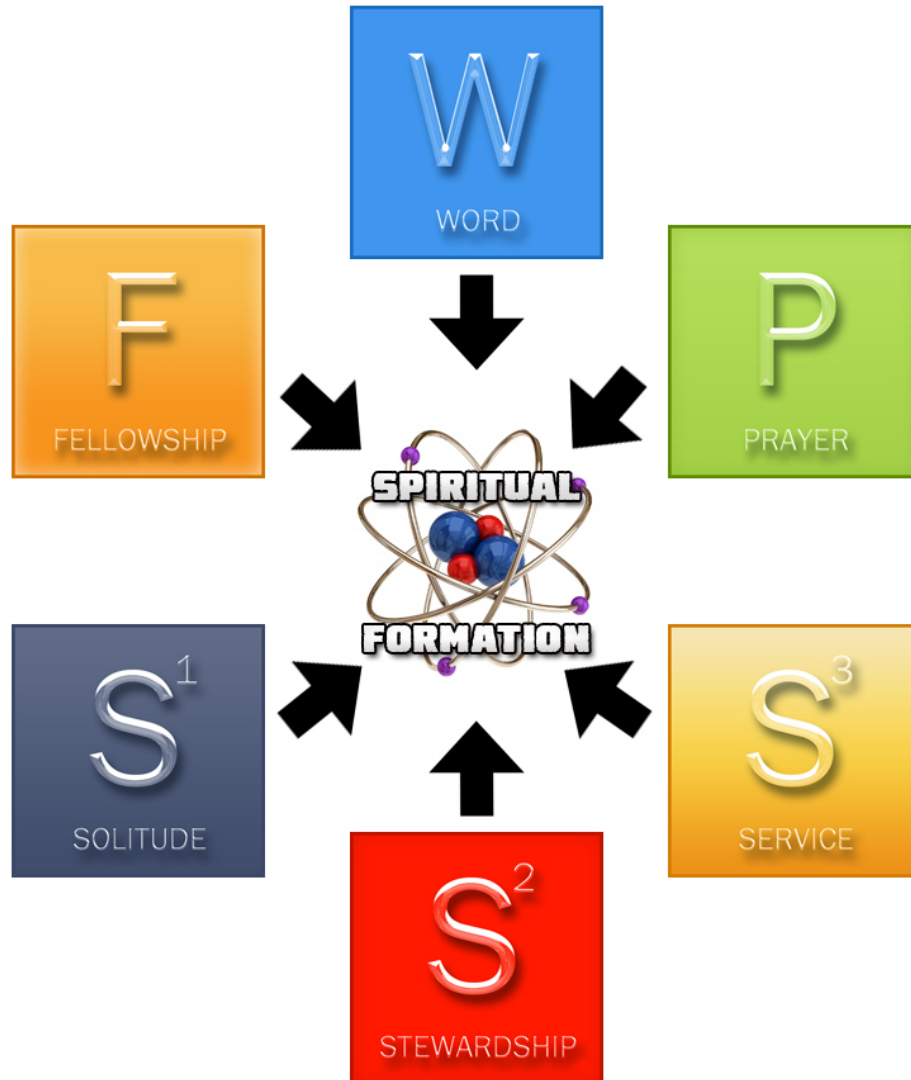 W
WORD
F
FELLOWSHIP
P
PRAYER
SPIRITUAL
FORMATION
S1
SOLITUDE
S3
SERVICE
S2
STEWARDSHIP